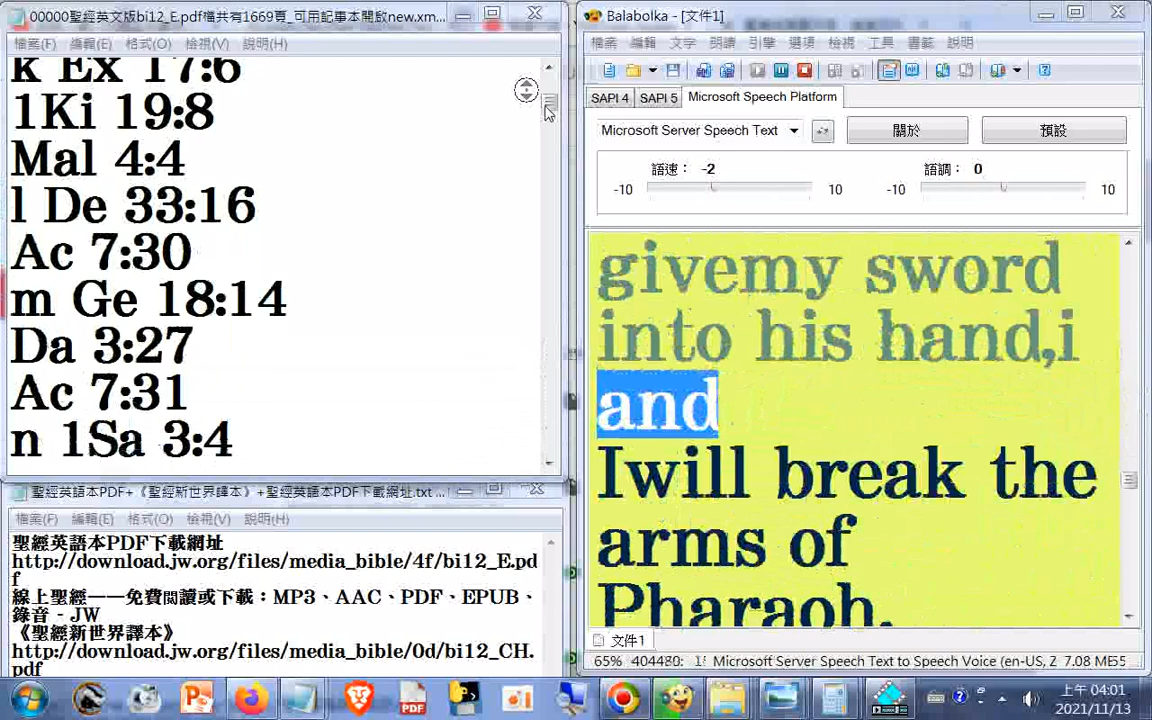 00000聖經英文版bi12_E.pdf檔共有1669頁_可用記事本開啟new.xm...
檔案(F) 編輯(E) 格式(O) 檢視(V) 說明(H)
k Ex 17:6
1Ki 19:8
Mal 4:4
l De 33:16
Ac 7:30
m Ge 18:14
Da 3:27
Ac 7:31
n 1Sa 3:4
聖經英語本PDF+《聖經新世界譯本》+聖經英語本PDF下載網址.txt ...
檔案(F) 編輯(E) 格式(O) 檢視(V) 說明(H)
聖經英語本PDF下載網址
http://download.jw.org/files/media_bible/4f/bi12_E.pd
f
線上聖經——免費閱讀或下載：MP3、AAC、PDF、EPUB、
錄音 - JW
《聖經新世界譯本》
http://download.jw.org/files/media_bible/0d/bi12_CH.
pdf
Balabolka - [文件1]
檔案 編輯 文字 朗讀 引擎 選項 檢視 工具 書籤 說明
SAPI 4 SAPI 5 Microsoft Speech Platform
Microsoft Server Speech Text 關於 預設
語速： -2 語調： 0
-10 10 -10 10
givemy sword
into his hand,i
and
Iwill break the
arms of
Pharaoh,
文件1
65% 404480: Microsoft Server Speech Text to Speech Voice (en-US, 2 7.08 MB
上午 04:01
2021/11/13